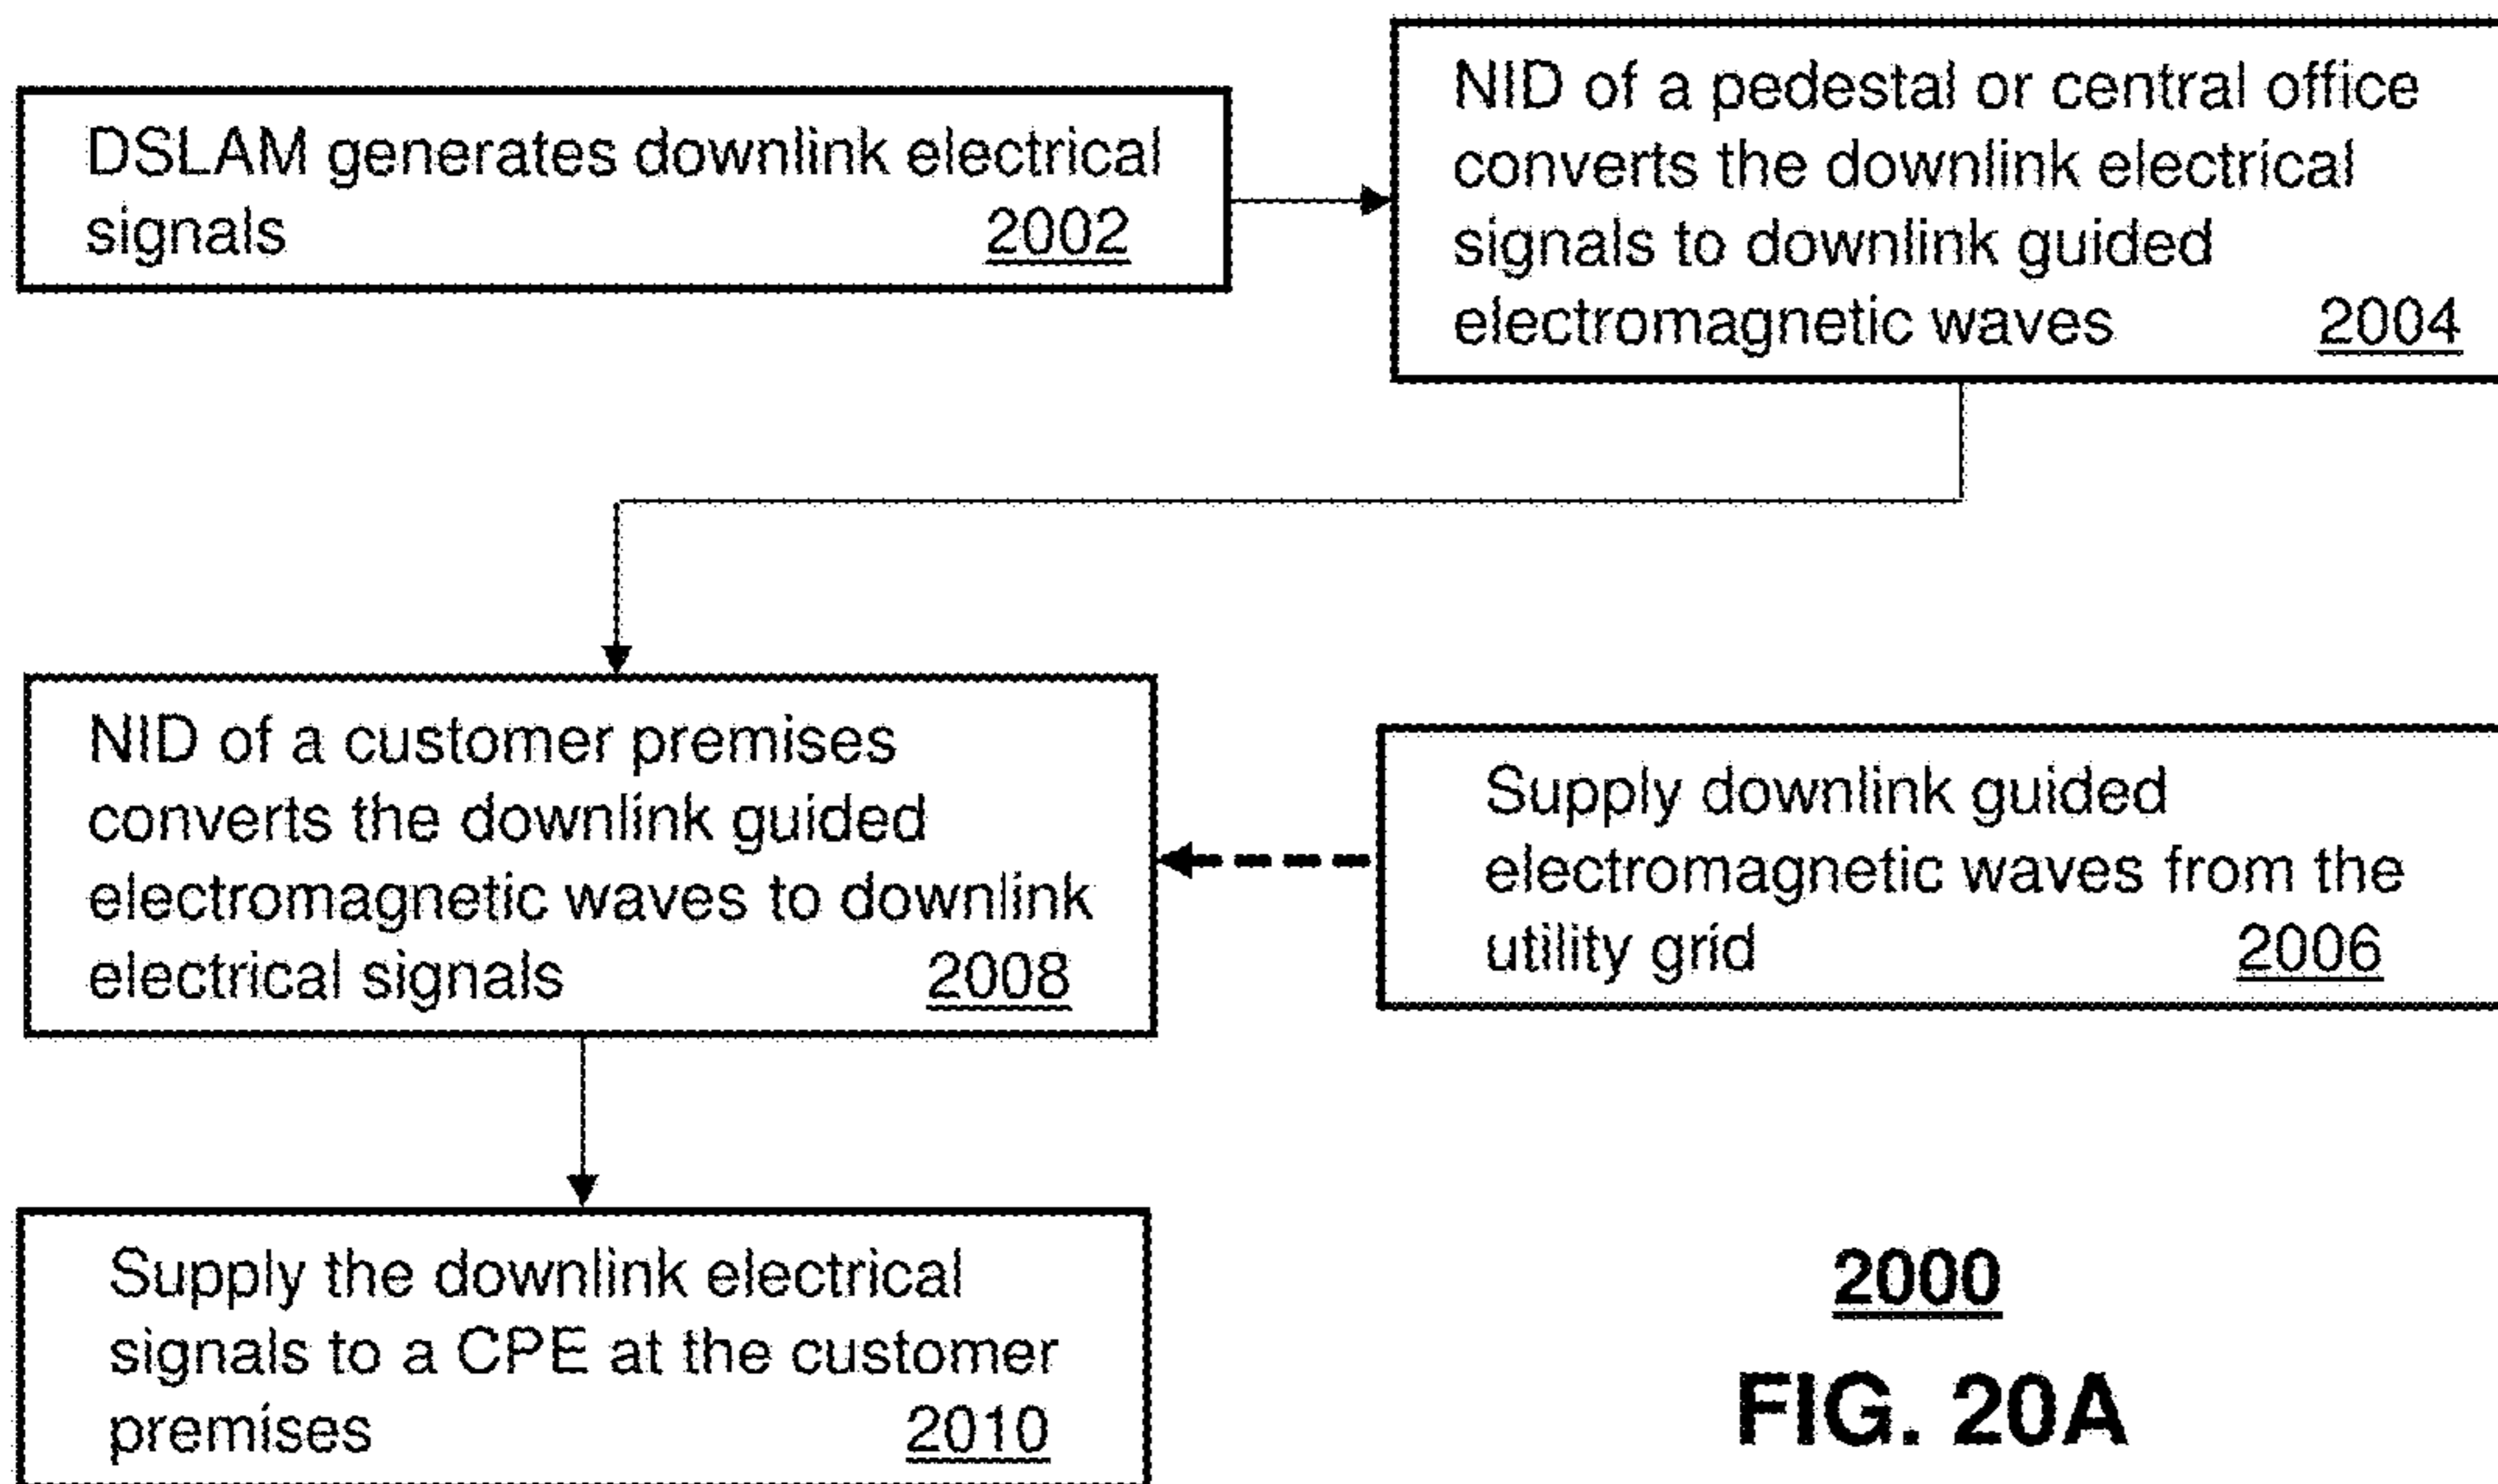 DSLAM generates downlink electrical
signals 2002
NID of a pedestal or central office
converts the downlink electrical
signals to downlink guided
electromagnetic waves 2004
NID of a customer premises
converts the downlink guided
electromagnetic waves to downlink
electrical signals 2008
Supply downlink guided
electromagnetic waves from the
utility grid 2006
Supply the downlink electrical
signals to a CPE at the customer
premises 2010
2000
FIG. 20A